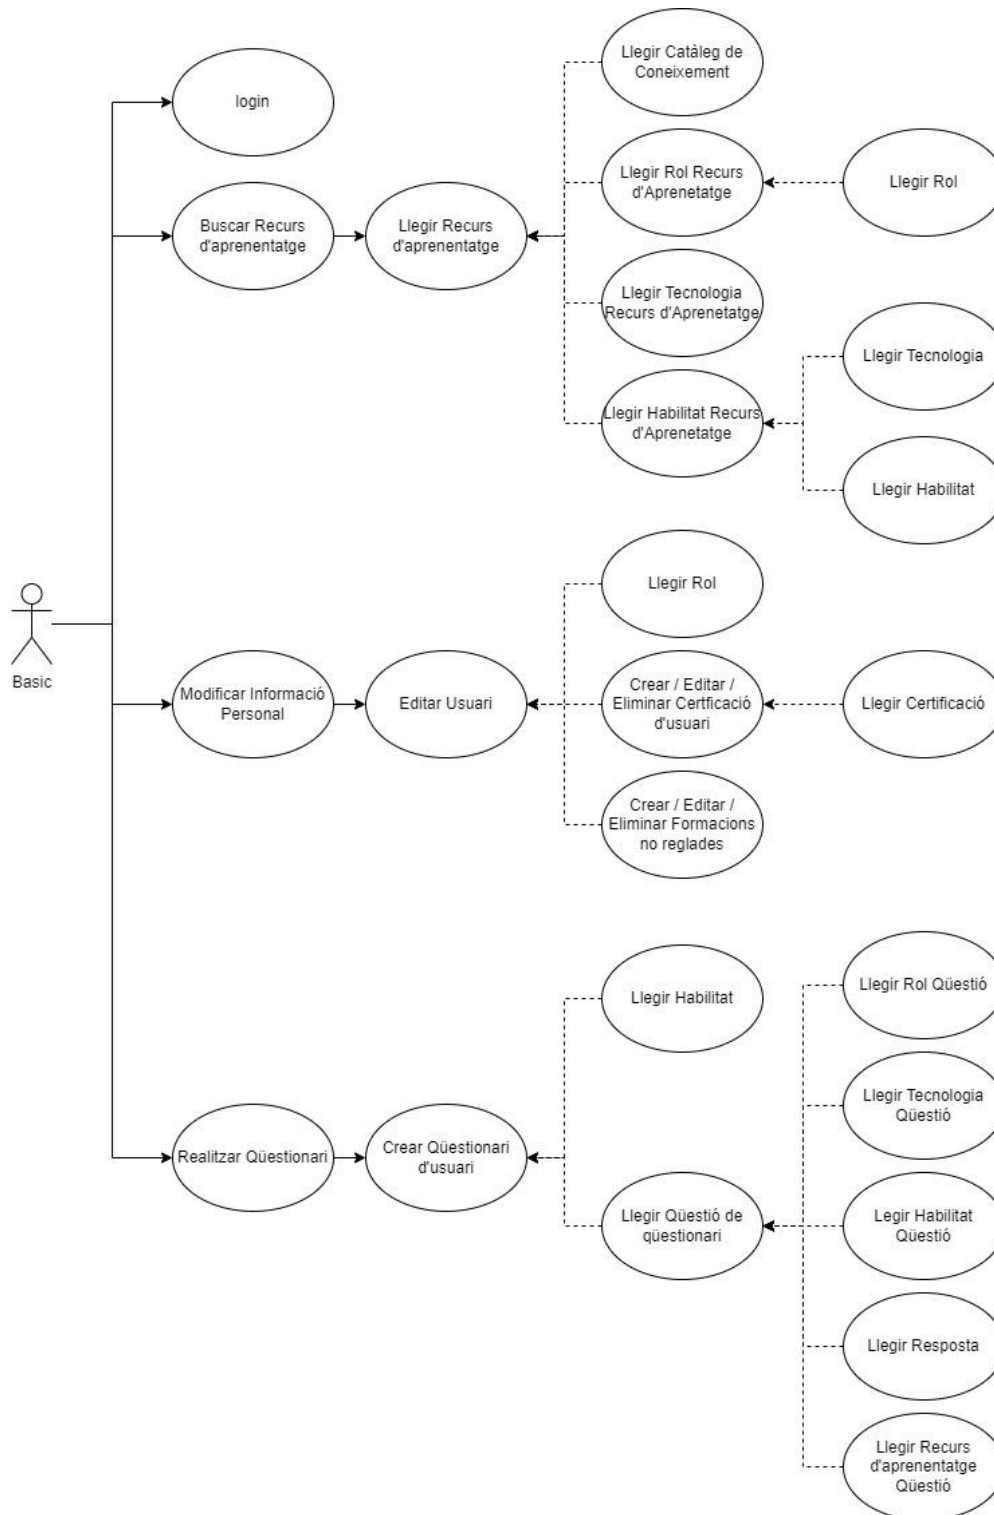 Llegir Catàleg de
Coneixement
login
Llegir Rol Recurs
d'Aprenetatge
Llegir Rol
Buscar Recurs
d'aprenentatge
Llegir Recurs
d'aprenentatge
Llegir Tecnologia
Recurs d'Aprenetatge
Llegir Tecnologia
Llegir Habilitat Recurs
d'Aprenetatge
Llegir Habilitat
Llegir Rol
Basic
Modificar Informació
Personal
Editar Usuari
Crear / Editar /
Eliminar Certficació
d'usuari
Llegir Certificació
Crear / Editar /
Eliminar Formacions
no reglades
Llegir Habilitat
Llegir Rol Qüestió
Llegir Tecnologia
Qüestió
Realitzar Qüestionari
Crear Qüestionari
d'usuari
Llegir Qüestió de
qüestionari
Legir Habilitat
Qüestió
Llegir Resposta
Llegir Recurs
d'aprenentatge
Qüestió